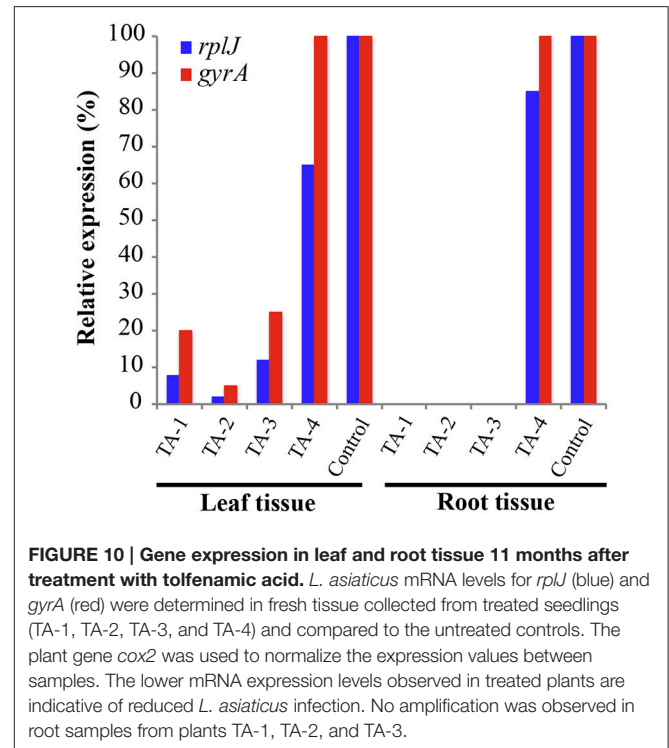 100
90
80
70
60
50
40
30
20
10
0
Relative expression (%)
rplJ
gyrA
TA-1
TA-2
TA-3
TA-4
Control
TA-1
TA-2
TA-3
TA-4
Control
Leaf tissue
Root tissue
FIGURE 10 | Gene expression in leaf and root tissue 11 months after
treatment with tolfenamic acid. L. asiaticus mRNA levels for rplJ (blue) and
gyrA (red) were determined in fresh tissue collected from treated seedlings
(TA-1, TA-2, TA-3, and TA-4) and compared to the untreated controls. The
plant gene cox2 was used to normalize the expression values between
samples. The lower mRNA expression levels observed in treated plants are
indicative of reduced L. asiaticus infection. No amplification was observed in
root samples from plants TA-1, TA-2, and TA-3.